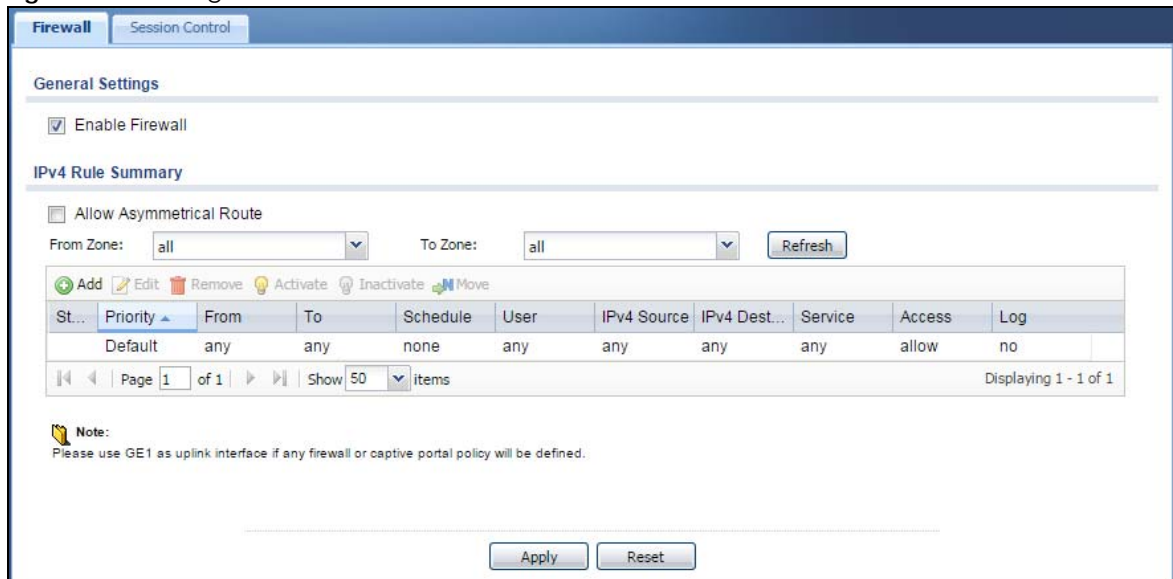 Firewall
Session Control
General Settings
Enable Firewall
IPv4 Rule Summary
Allow Asymmetrical Route
From Zone: all To Zone: all Refresh
Add Edit Remove Activate Inactivate Move
St... Priority From To Schedule User IPv4 Source IPv4 Dest... Service Access Log
Default any any none any any any any allow no
Page 1 of 1 Show 50 items Displaying 1 - 1 of 1
Note:
Please use GE1 as uplink interface if any firewall or captive portal policy will be defined.
Apply Reset